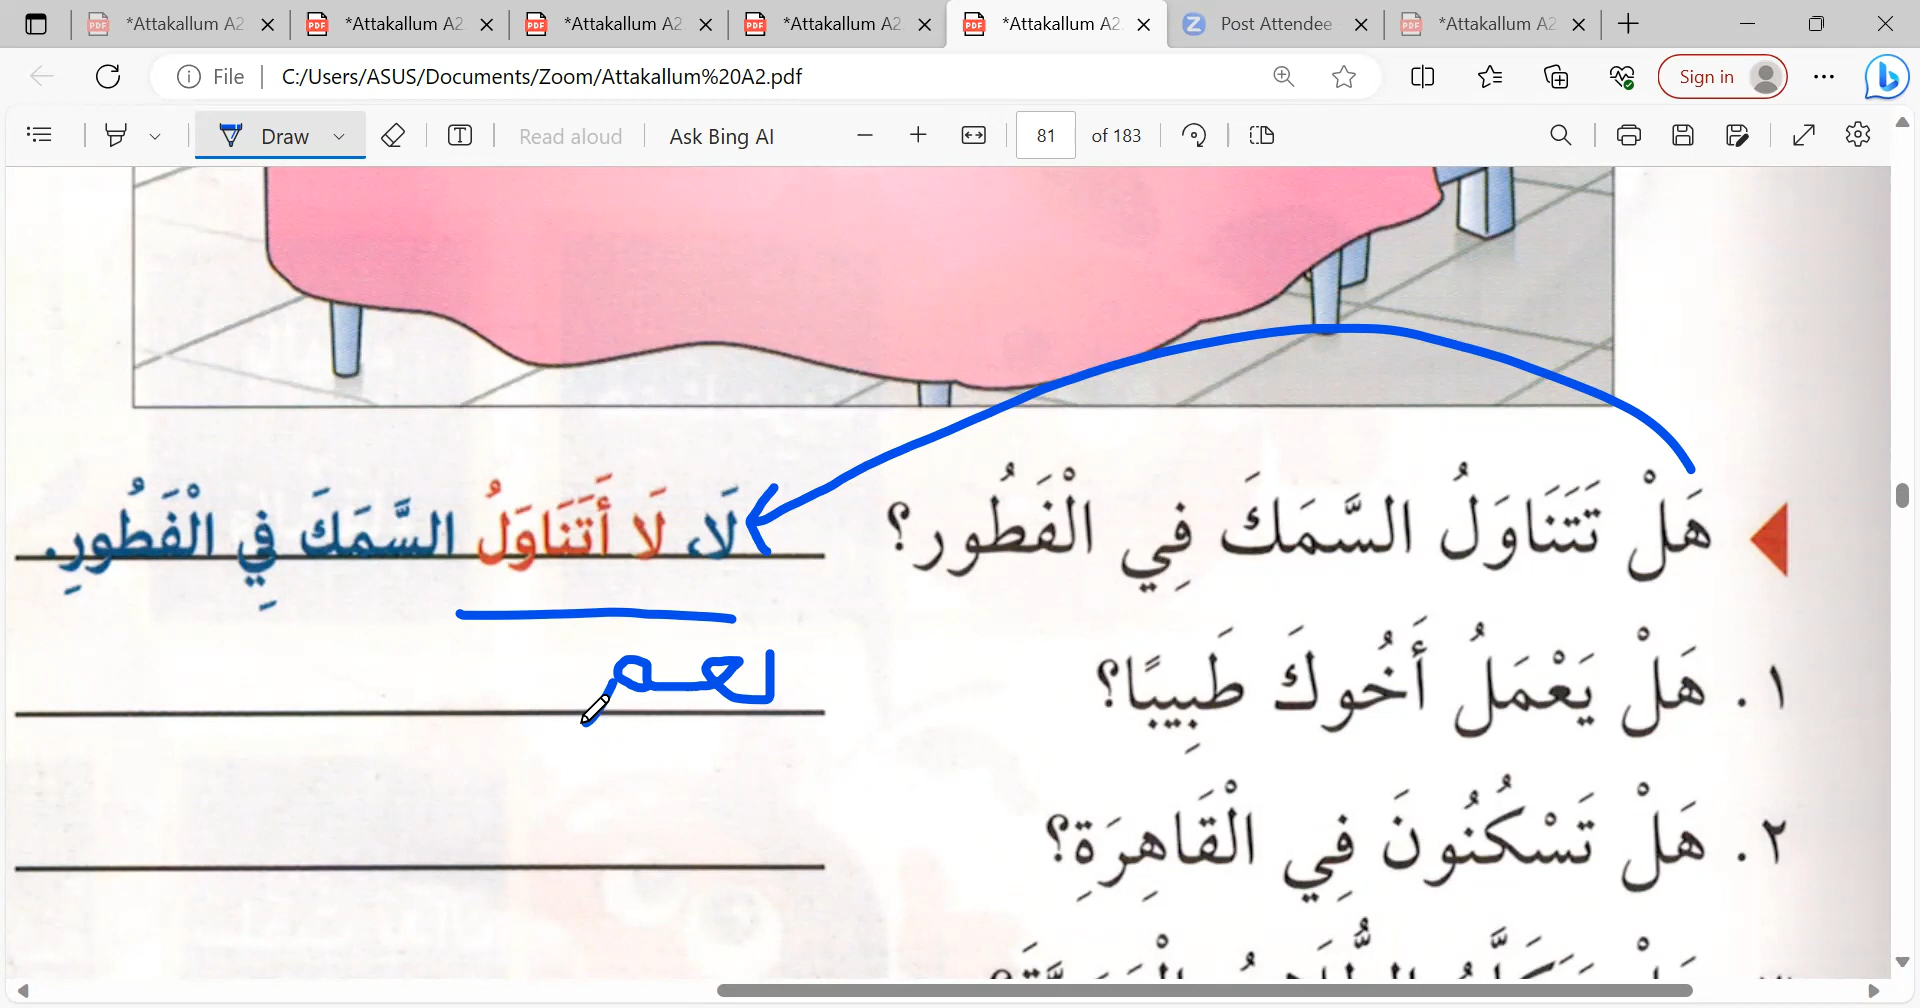 *Attakallum A2
*Attakallum A2
*Attakallum A2
*Attakallum A2
*Attakallum A2
Post Attendee
*Attakallum A2
File
C:/Users/ASUS/Documents/Zoom/Attakallum%20A2.pdf
Sign in
Draw
Read aloud
Ask Bing AI
81
of 183
هَلْ تَتَنَاوَلُ السَّمَكَ فِي الْفَطُور؟
لَا، لَا أَتَنَاوَلُ السَّمَكَ فِي الْفَطُورِ.
١. هَلْ يَعْمَلُ أَخُوكَ طَبِيبًا؟
لعم
٢. هَلْ تَسْكُنُونَ فِي الْقَاهِرَةِ؟